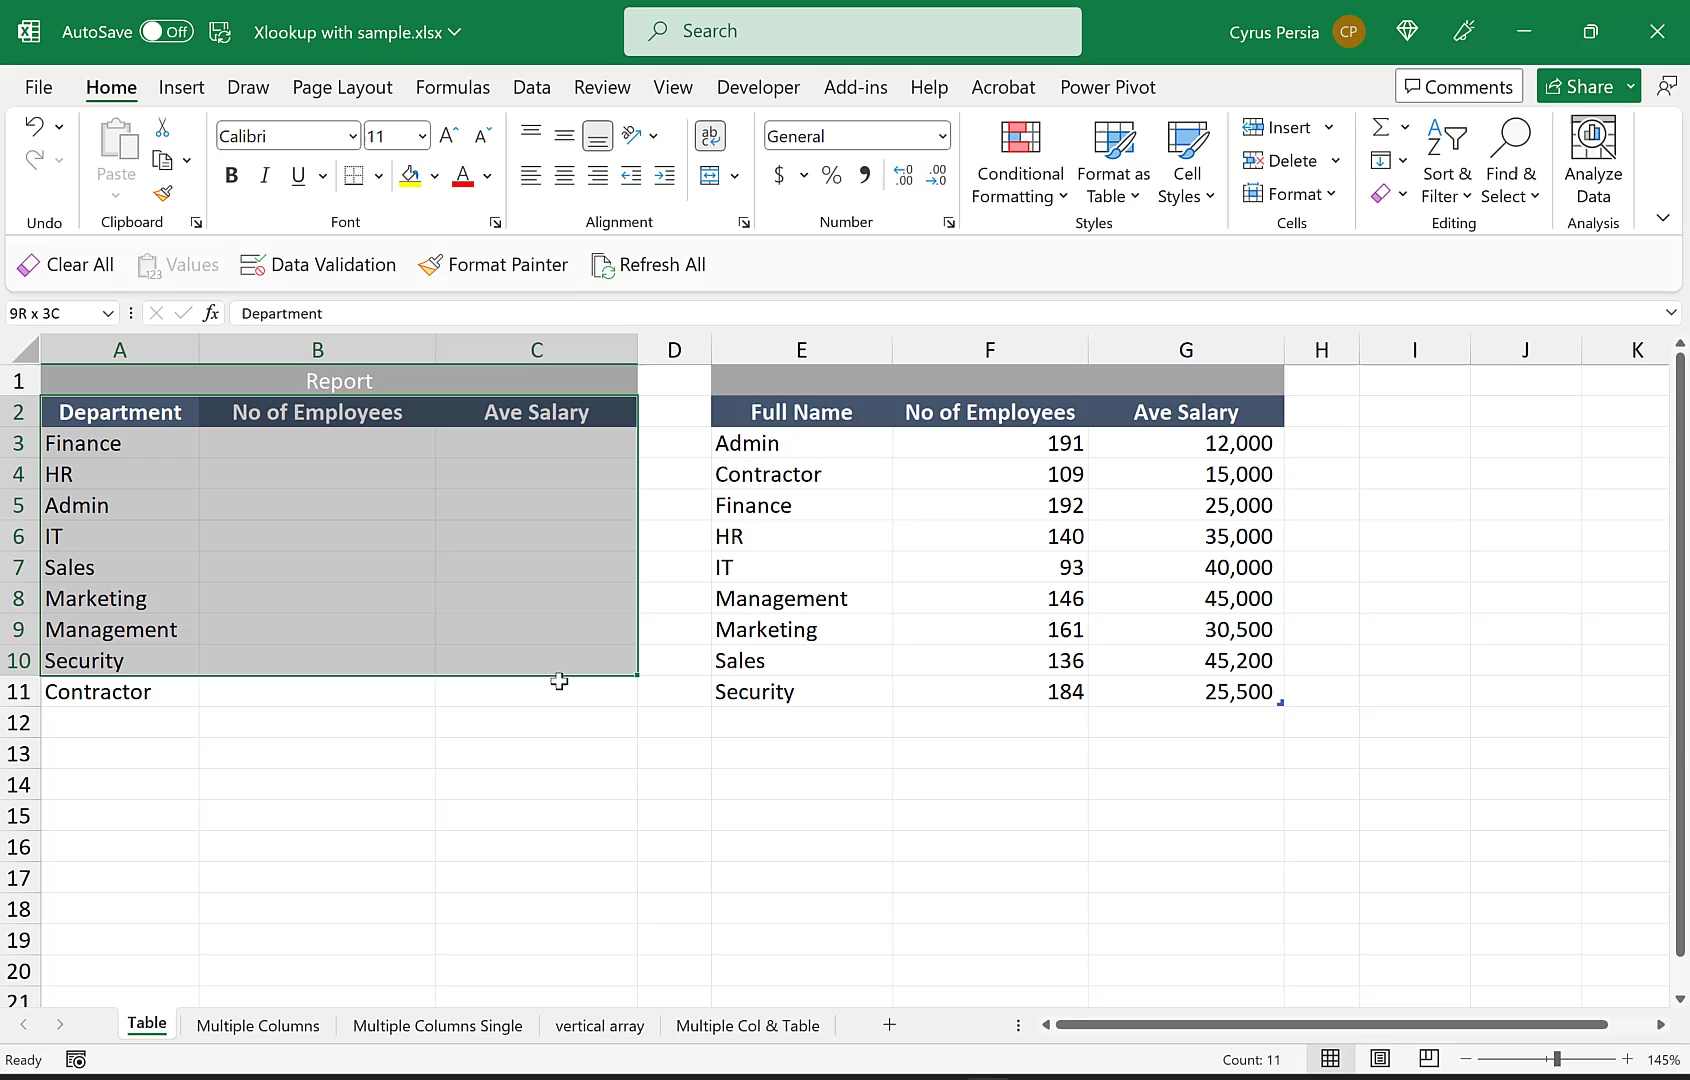 AutoSave Off Xlookup with sample.xlsx Search Cyrus Persia CP
File Home Insert Draw Page Layout Formulas Data Review View Developer Add-ins Help Acrobat Power Pivot Comments Share
Calibri 11 A^ Aˇ ab c General Insert
Paste B I U A $ % 9 .00 .0 Conditional Formatting Format as Table Cell Styles Delete Format Sort & Filter Find & Select Analyze Data
Undo Clipboard Font Alignment Number Styles Cells Editing Analysis
Clear All Values Data Validation Format Painter Refresh All
9R x 3C fx Department
A B C D E F G H I J K
1 Report
2 Department No of Employees Ave Salary Full Name No of Employees Ave Salary
3 Finance Admin 191 12,000
4 HR Contractor 109 15,000
5 Admin Finance 192 25,000
6 IT HR 140 35,000
7 Sales IT 93 40,000
8 Marketing Management 146 45,000
9 Management Marketing 161 30,500
10 Security Sales 136 45,200
11 Contractor Security 184 25,500
12
13
14
15
16
17
18
19
20
21
Table Multiple Columns Multiple Columns Single vertical array Multiple Col & Table
Ready Count: 11 145%